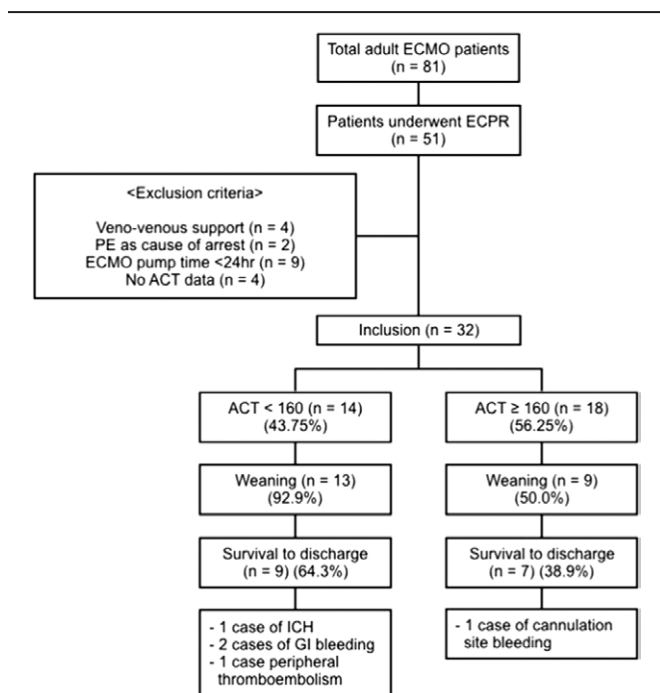 Total adult ECMO patients
(n = 81)
Patients underwent ECPR
(n = 51)
<Exclusion criteria>
Veno-venous support (n = 4)
PE as cause of arrest (n = 2)
ECMO pump time <24hr (n = 9)
No ACT data (n = 4)
Inclusion (n = 32)
ACT < 160 (n = 14)
(43.75%)
ACT ≥ 160 (n = 18)
(56.25%)
Weaning (n = 13)
(92.9%)
Weaning (n = 9)
(50.0%)
Survival to discharge
(n = 9) (64.3%)
Survival to discharge
(n = 7) (38.9%)
- 1 case of ICH
- 2 cases of GI bleeding
- 1 case peripheral
thromboembolism
- 1 case of cannulation
site bleeding